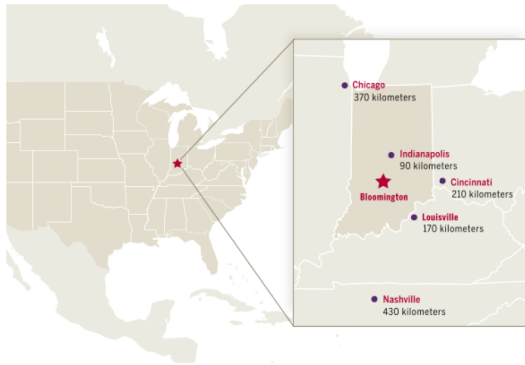 Chicago
370 kilometers
Indianapolis
90 kilometers
Cincinnati
210 kilometers
Bloomington
Louisville
170 kilometers
Nashville
430 kilometers